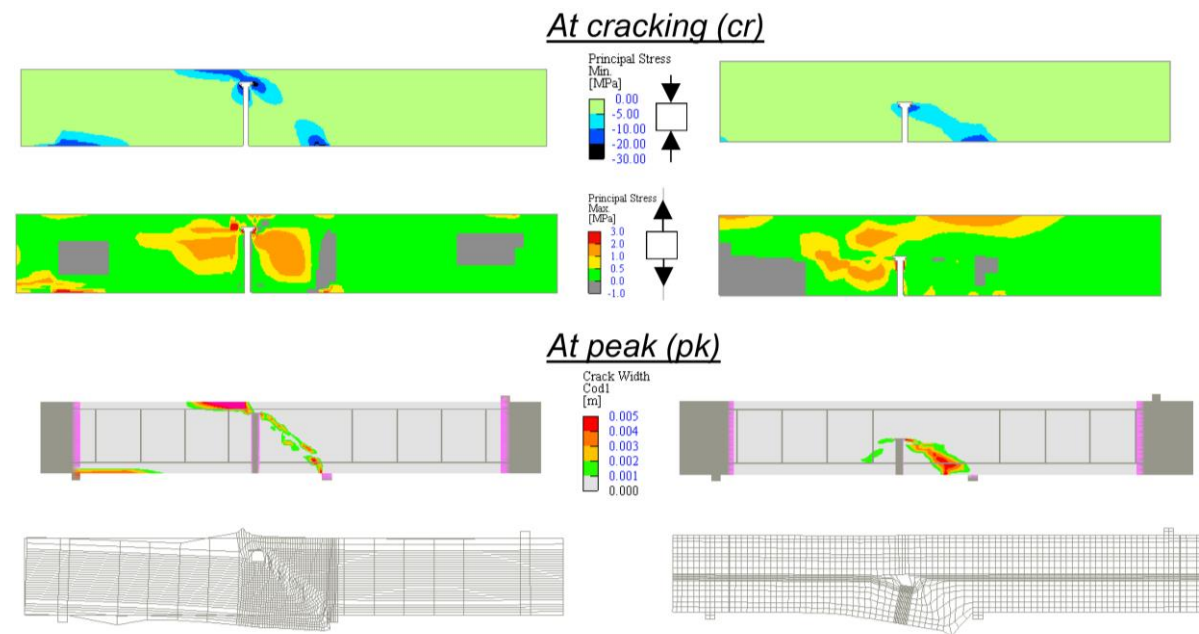 At cracking (cr)
Principal Stress
Min.
[MPa]
0.00
-5.00
-10.00
-20.00
-30.00
Principal Stress
Max.
[MPa]
3.0
2.0
1.0
0.5
0.0
-1.0
At peak (pk)
Crack Width
Cod1
[m]
0.005
0.004
0.003
0.002
0.001
0.000